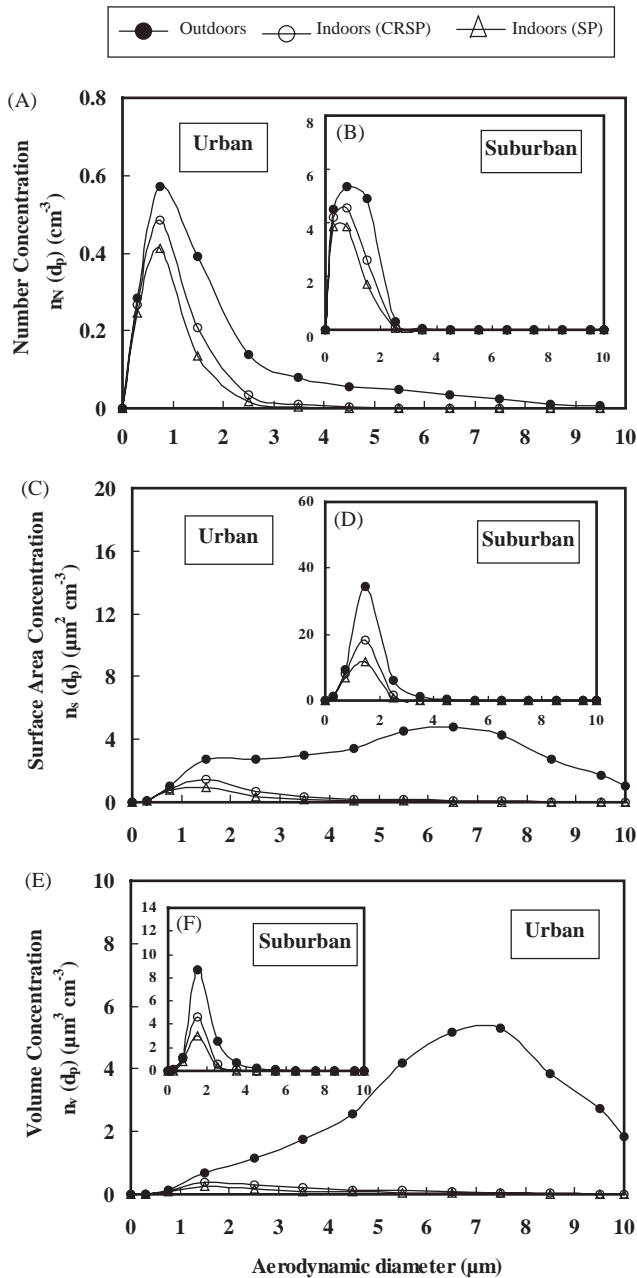 Outdoors Indoors (CRSP) Indoors (SP)
(A)
Number Concentration
n_N (d_p) (cm^-3)
0.8
0.6
0.4
0.2
0
Urban
0 1 2 3 4 5 6 7 8 9 10
(B)
Suburban
8
6
4
2
0
0 2 4 6 8 10
(C)
Surface Area Concentration
n_s (d_p) (µm^2 cm^-3)
20
16
12
8
4
0
Urban
0 1 2 3 4 5 6 7 8 9 10
(D)
Suburban
60
40
20
0
0 2 4 6 8 10
(E)
Volume Concentration
n_v (d_p) (µm^3 cm^-3)
10
8
6
4
2
0
Urban
(F)
Suburban
14
12
10
8
6
4
2
0
0 2 4 6 8 10
0 1 2 3 4 5 6 7 8 9 10
Aerodynamic diameter (µm)